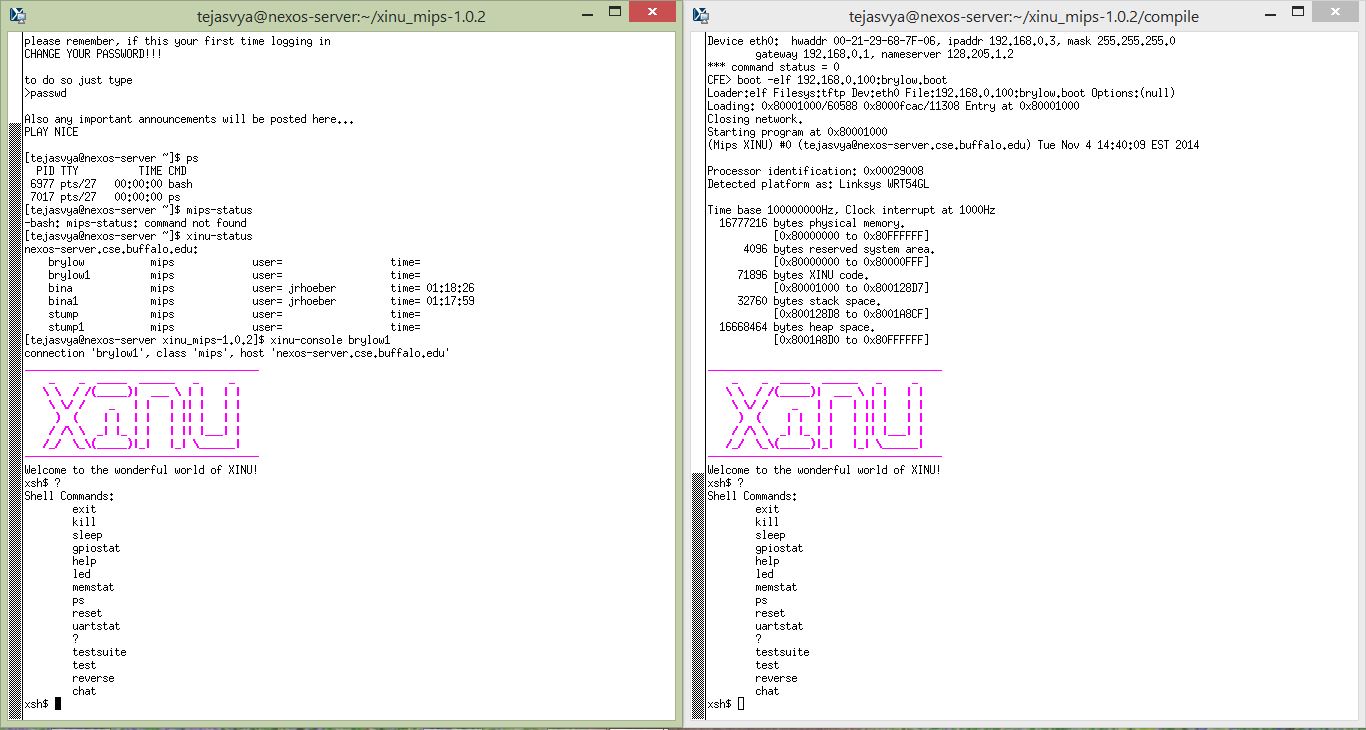 tejasvya@nexos-server:~/xinu_mips-1.0.2
please remember, if this your first time logging in
CHANGE YOUR PASSWORD!!!
to do so just type
>passwd
Also any important announcements will be posted here...
PLAY NICE
[tejasvya@nexos-server ~]$ ps
PID TTY          TIME CMD
6977 pts/27   00:00:00 bash
7017 pts/27   00:00:00 ps
[tejasvya@nexos-server ~]$ mips-status
-bash: mips-status: command not found
[tejasvya@nexos-server ~]$ xinu-status
nexos-server.cse.buffalo.edu:
brylow           mips             user=                  time=
brylow1          mips             user=                  time=
bina             mips             user= jrhoeber         time= 01:18:26
bina1            mips             user= jrhoeber         time= 01:17:59
stump            mips             user=                  time=
stump1           mips             user=                  time=
[tejasvya@nexos-server xinu_mips-1.0.2]$ xinu-console brylow1
connection 'brylow1', class 'mips', host 'nexos-server.cse.buffalo.edu'
XINU
Welcome to the wonderful world of XINU!
xsh$ ?
Shell Commands:
exit
kill
sleep
gpiostat
help
led
memstat
ps
reset
uartstat
?
testsuite
test
reverse
chat
xsh$
tejasvya@nexos-server:~/xinu_mips-1.0.2/compile
Device eth0:  hwaddr 00-21-29-68-7F-06, ipaddr 192.168.0.3, mask 255.255.255.0
gateway 192.168.0.1, nameserver 128.205.1.2
*** command status = 0
CFE> boot -elf 192.168.0.100:brylow.boot
Loader:elf Filesys:tftp Dev:eth0 File:192.168.0.100:brylow.boot Options:(null)
Loading: 0x80001000/60588 0x8000fcac/11308 Entry at 0x80001000
Closing network.
Starting program at 0x80001000
(Mips XINU) #0 (tejasvya@nexos-server.cse.buffalo.edu) Tue Nov 4 14:40:09 EST 2014
Processor identification: 0x00029008
Detected platform as: Linksys WRT54GL
Time base 100000000Hz, Clock interrupt at 1000Hz
16777216 bytes physical memory.
[0x80000000 to 0x80FFFFFF]
4096 bytes reserved system area.
[0x80000000 to 0x80000FFF]
71896 bytes XINU code.
[0x80001000 to 0x800128D7]
32760 bytes stack space.
[0x800128D8 to 0x8001A8CF]
16668464 bytes heap space.
[0x8001A8D0 to 0x80FFFFFF]
XINU
Welcome to the wonderful world of XINU!
xsh$ ?
Shell Commands:
exit
kill
sleep
gpiostat
help
led
memstat
ps
reset
uartstat
?
testsuite
test
reverse
chat
xsh$